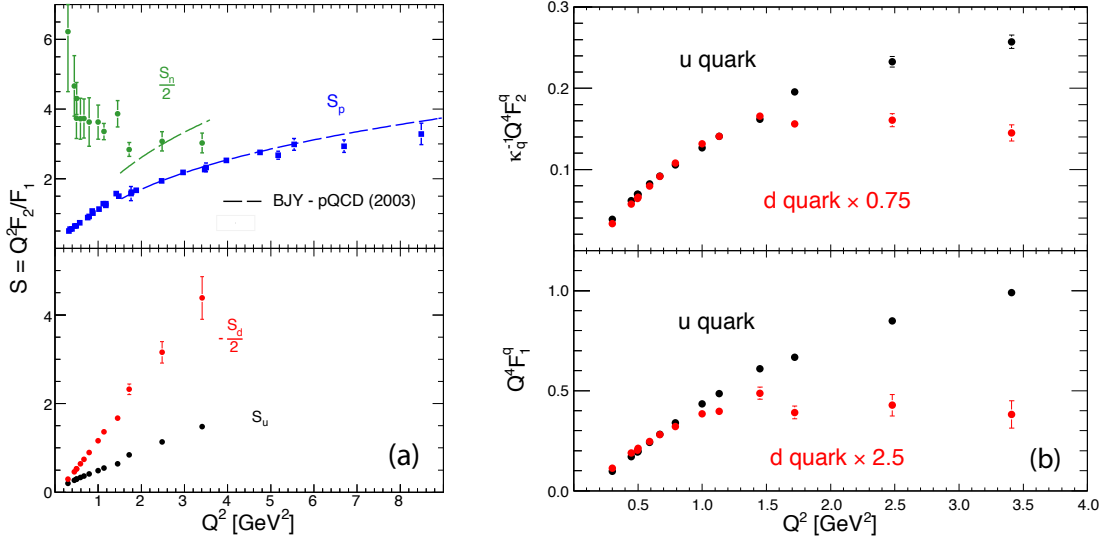 6
4
2
0
S_n
2
S_p
BJY - pQCD (2003)
S = Q²F₂/F₁
4
2
0
- S_d
2
S_u
(a)
1 2 3 4 5 6 7 8
Q² [GeV²]
0.3
0.2
0.1
κ_q⁻¹Q⁴F₂^q
u quark
d quark × 0.75
1.0
0.5
0.0
Q⁴F₁^q
u quark
d quark × 2.5
(b)
0.5 1.0 1.5 2.0 2.5 3.0 3.5 4.0
Q² [GeV²]